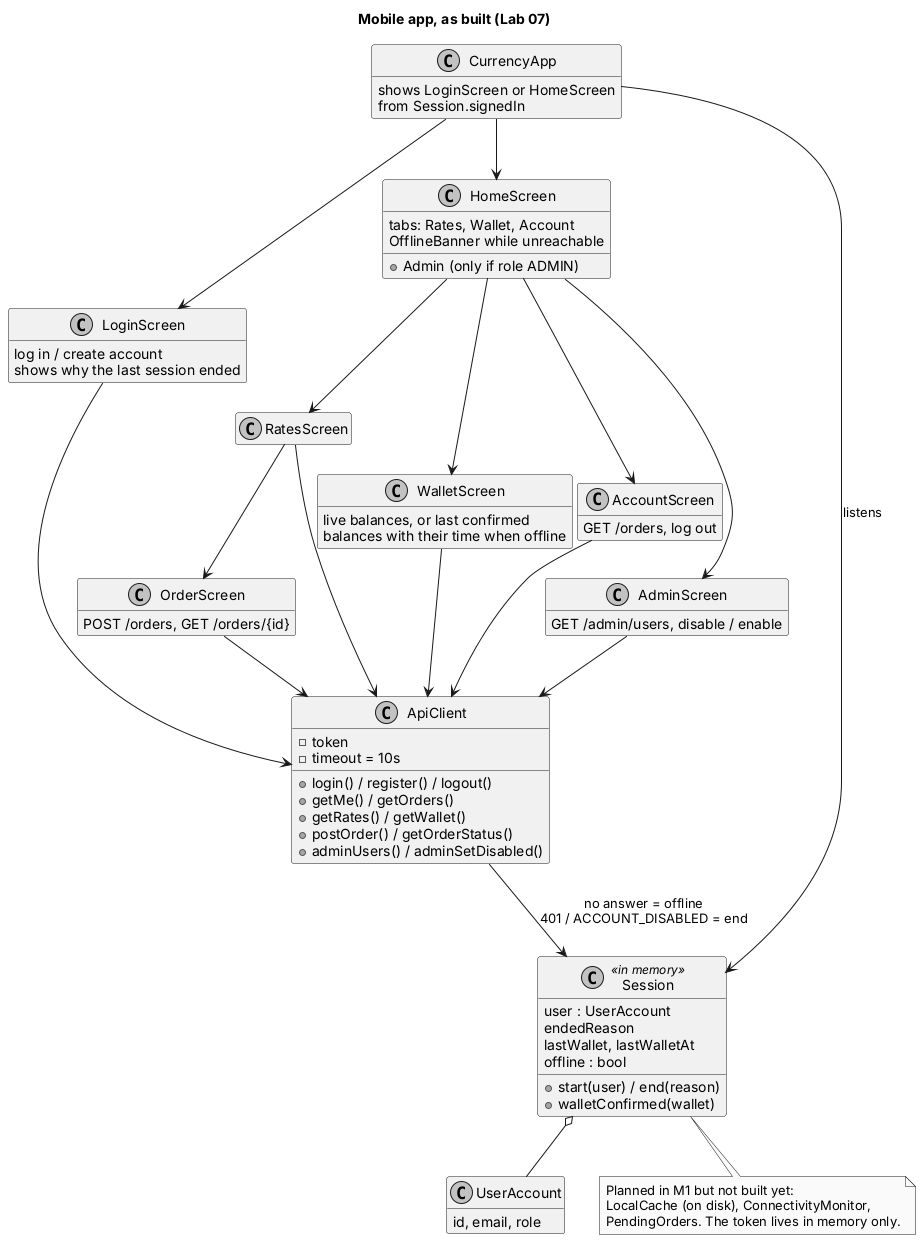 Mobile app, as built (Lab 07)
C CurrencyApp
shows LoginScreen or HomeScreen
from Session.signedIn
C HomeScreen
tabs: Rates, Wallet, Account
OfflineBanner while unreachable
Admin (only if role ADMIN)
C LoginScreen
log in / create account
shows why the last session ended
C RatesScreen
C WalletScreen
live balances, or last confirmed
balances with their time when offline
C AccountScreen
GET /orders, log out
listens
C OrderScreen
POST /orders, GET /orders/{id}
C AdminScreen
GET /admin/users, disable / enable
C ApiClient
token
timeout = 10s
login() / register() / logout()
getMe() / getOrders()
getRates() / getWallet()
postOrder() / getOrderStatus()
adminUsers() / adminSetDisabled()
no answer = offline
401 / ACCOUNT_DISABLED = end
«in memory»
C Session
user : UserAccount
endedReason
lastWallet, lastWalletAt
offline : bool
start(user) / end(reason)
walletConfirmed(wallet)
C UserAccount
id, email, role
Planned in M1 but not built yet:
LocalCache (on disk), ConnectivityMonitor,
PendingOrders. The token lives in memory only.